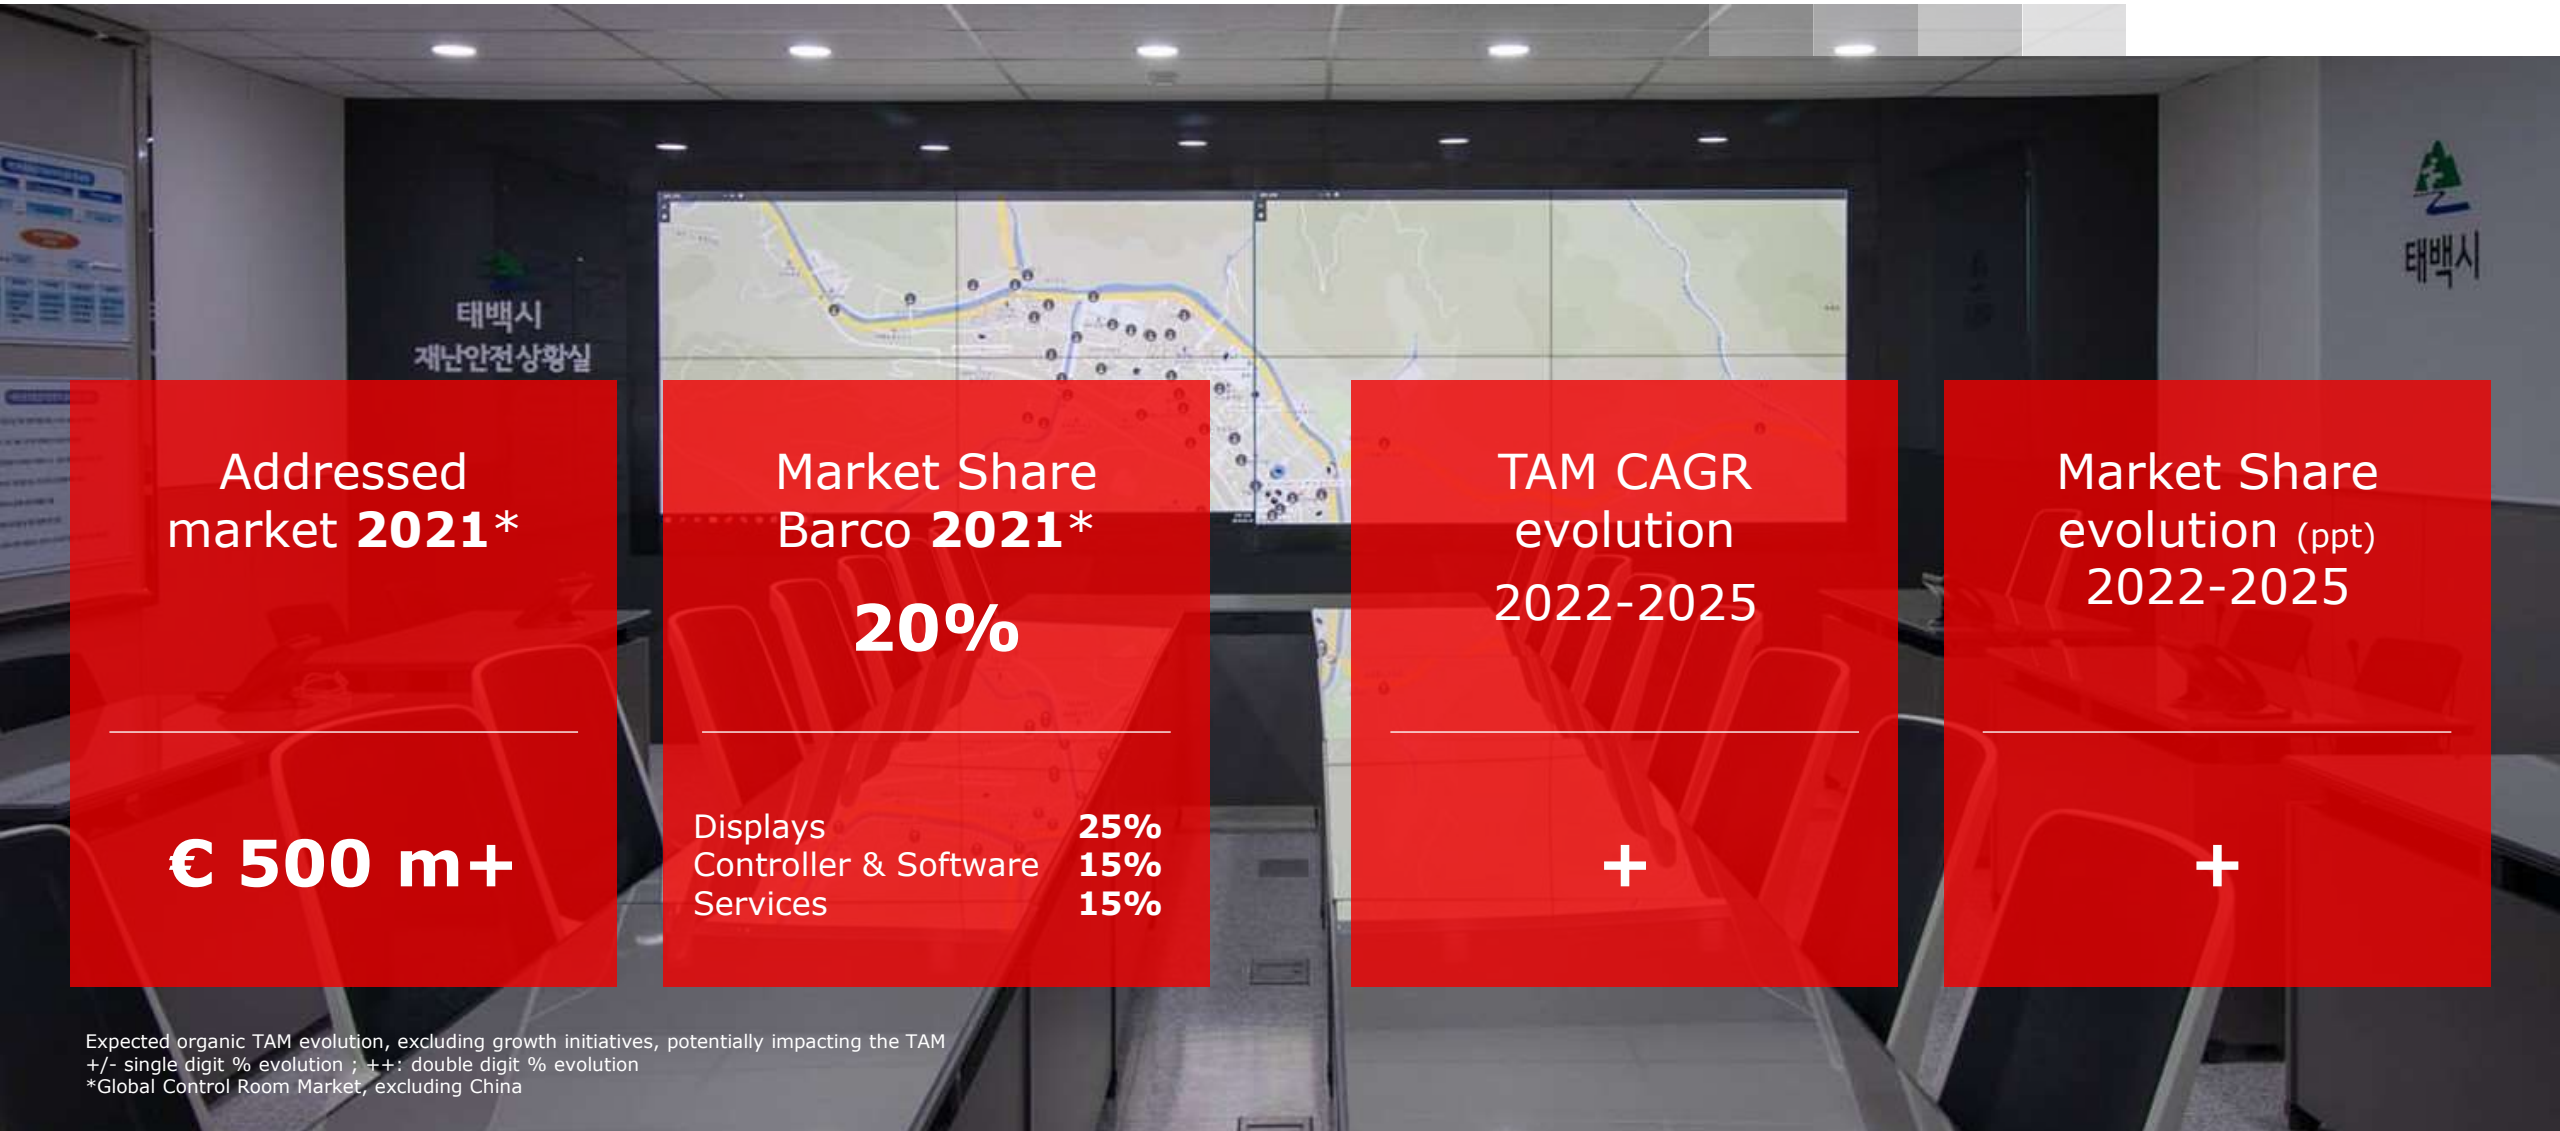 태백시
재난안전상황실
태백시
Addressed
market 2021*
€ 500 m+
Market Share
Barco 2021*
20%
Displays 25%
Controller & Software 15%
Services 15%
TAM CAGR
evolution
2022-2025
+
Market Share
evolution (ppt)
2022-2025
+
Expected organic TAM evolution, excluding growth initiatives, potentially impacting the TAM
+/- single digit % evolution ; ++: double digit % evolution
*Global Control Room Market, excluding China